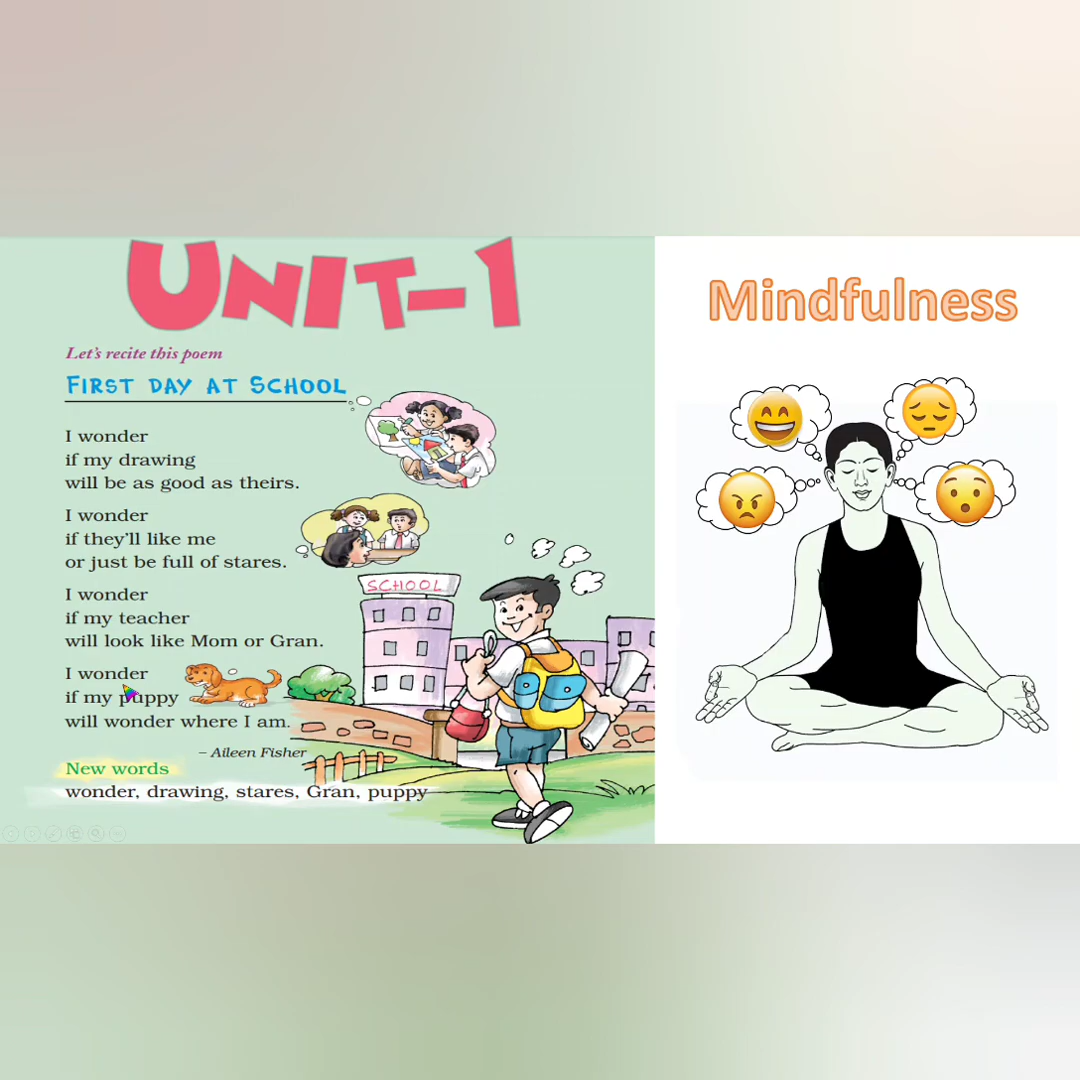 UNIT–1
Let's recite this poem
FIRST DAY AT SCHOOL
I wonder
if my drawing
will be as good as theirs.
I wonder
if they'll like me
or just be full of stares.
I wonder
if my teacher
will look like Mom or Gran.
I wonder
if my puppy
will wonder where I am.
– Aileen Fisher
New words
wonder, drawing, stares, Gran, puppy
SCHOOL
Mindfulness